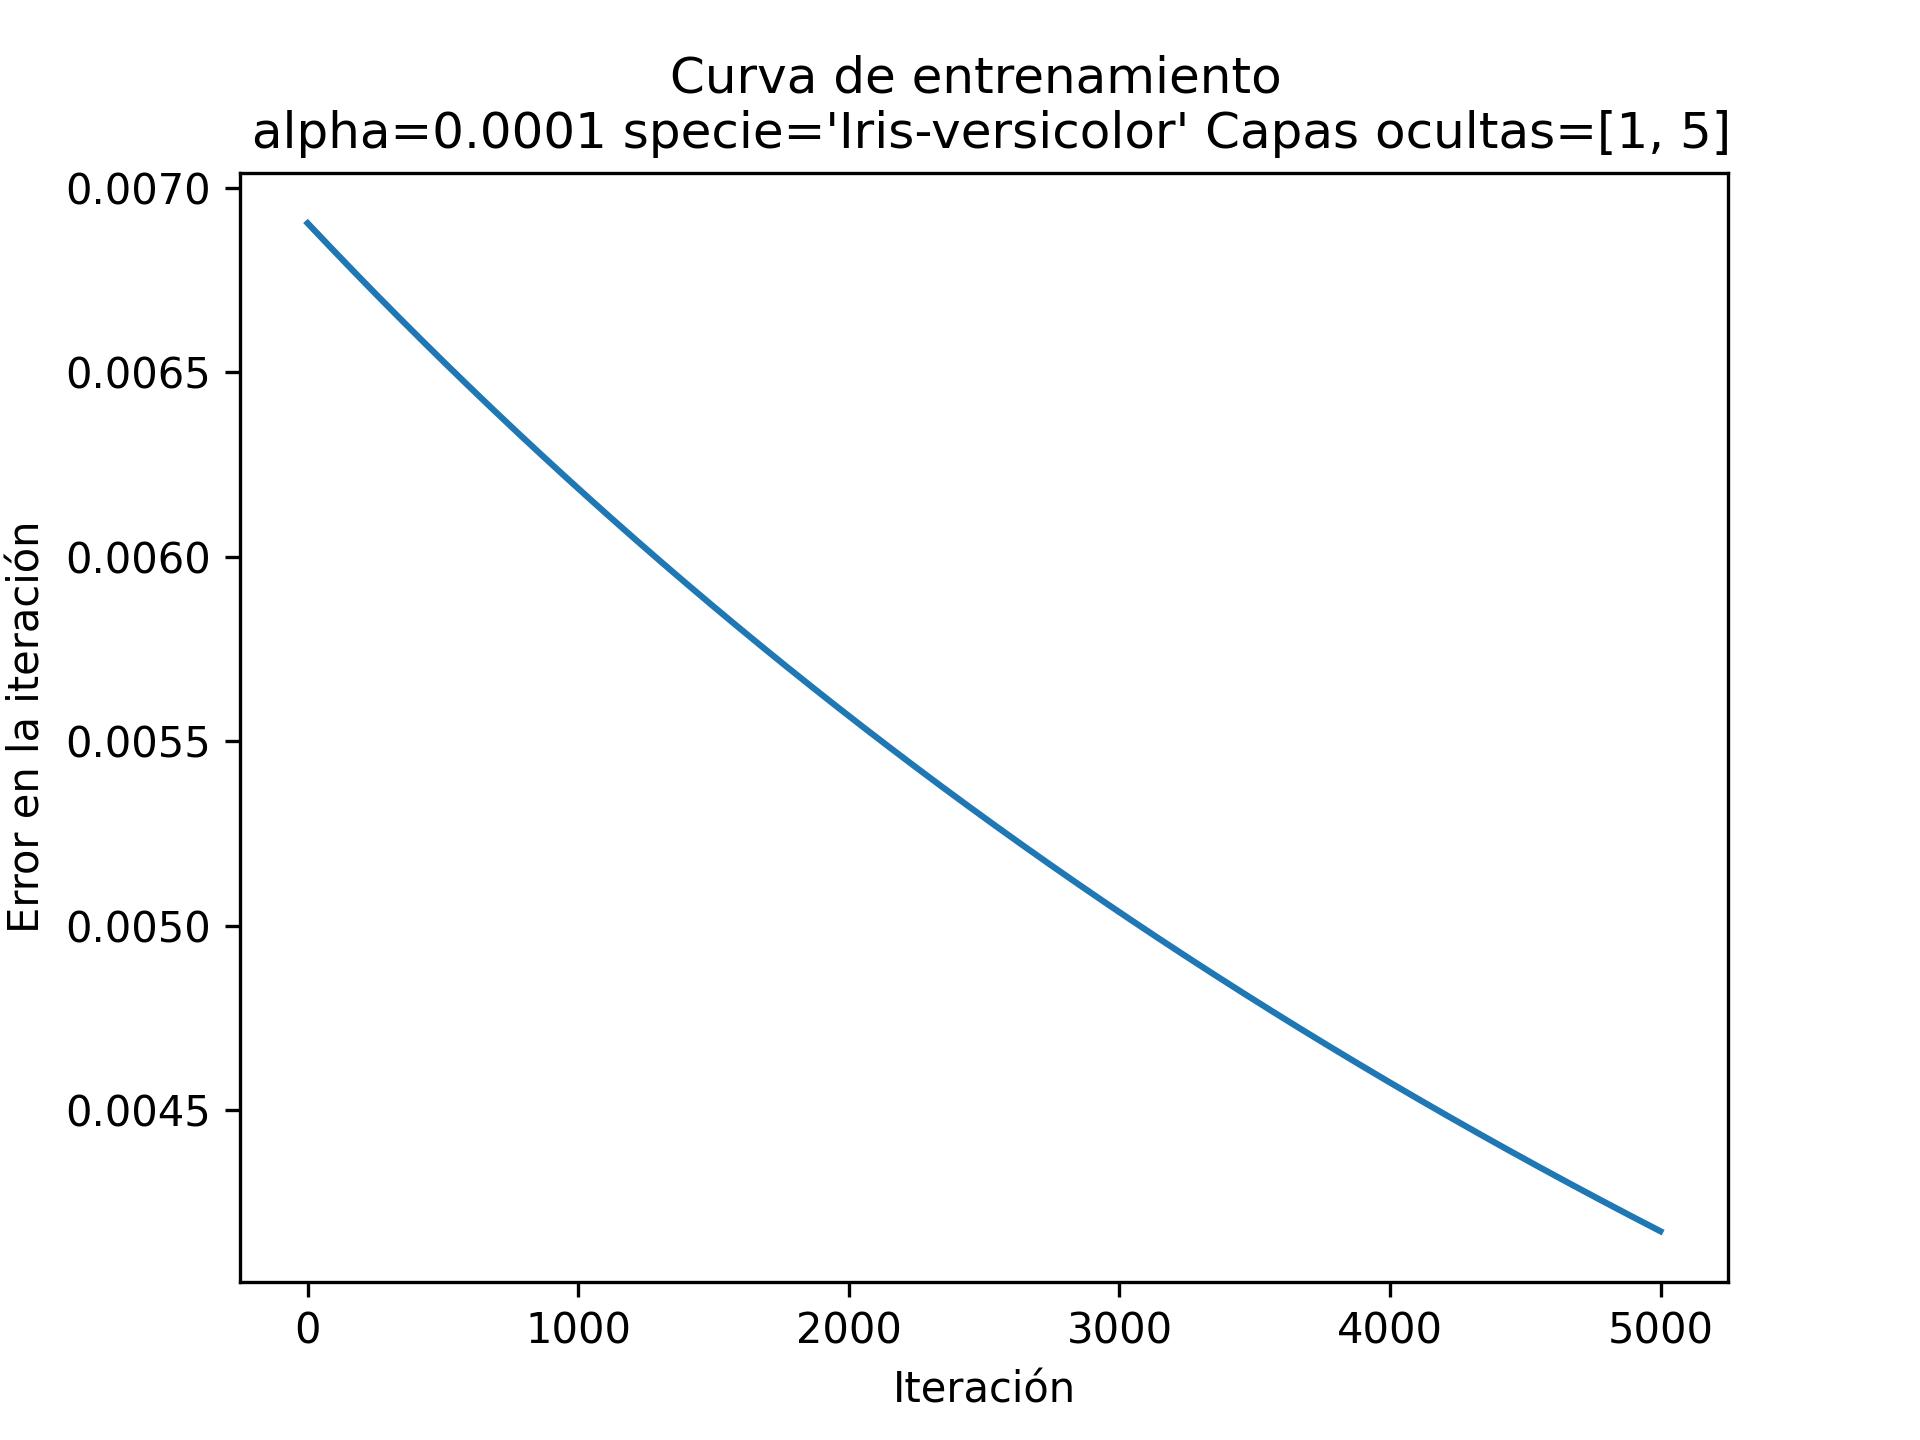 Curva de entrenamiento
alpha=0.0001 specie='Iris-versicolor' Capas ocultas=[1, 5]
0.0070
0.0065
0.0060
0.0055
0.0050
0.0045
Error en la iteración
0 1000 2000 3000 4000 5000
Iteración